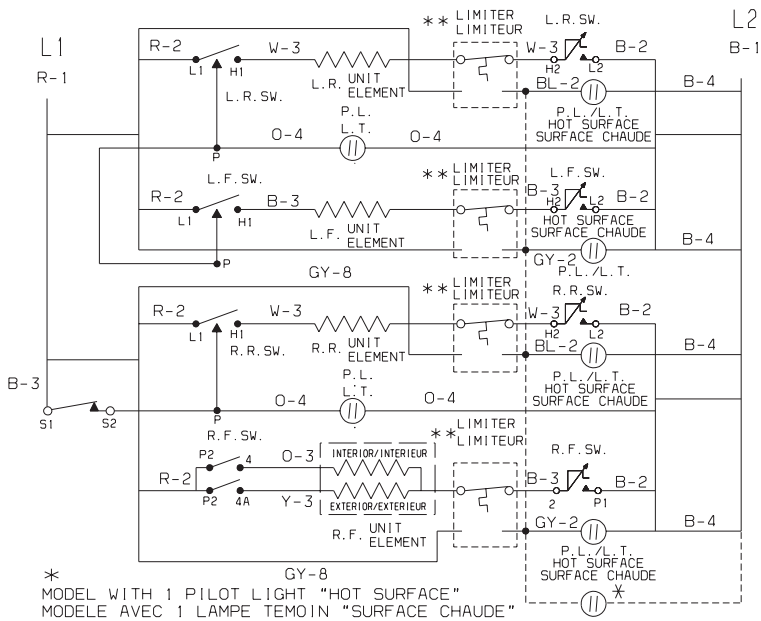 L1
R-1
R-2
L1
H1
W-3
L.R.SW.
P
L.R. UNIT
ELEMENT
P.L.
L.T.
O-4
O-4
** LIMITER
LIMITEUR
W-3
L.R.SW.
H2
L2
B-2
BL-2
P.L./L.T.
HOT SURFACE
SURFACE CHAUDE
B-4
L2
B-1
R-2
L.F.SW.
L1
H1
B-3
P
L.F. UNIT
ELEMENT
GY-8
** LIMITER
LIMITEUR
B-3
L.F.SW.
H2
L2
B-2
HOT SURFACE
SURFACE CHAUDE
GY-2
P.L./L.T.
B-4
R-2
L1
H1
W-3
R.R.SW.
P
R.R. UNIT
ELEMENT
P.L.
L.T.
O-4
O-4
** LIMITER
LIMITEUR
W-3
R.R.SW.
H2
L2
B-2
BL-2
P.L./L.T.
HOT SURFACE
SURFACE CHAUDE
B-4
B-3
S1
S2
R.F.SW.
P2
4
R-2
P2
4A
O-3
Y-3
INTERIOR/INTERIEUR
EXTERIOR/EXTERIEUR
R.F. UNIT
ELEMENT
GY-8
** LIMITER
LIMITEUR
B-3
R.F.SW.
2
P1
B-2
GY-2
P.L./L.T.
HOT SURFACE
SURFACE CHAUDE
B-4
*
*
MODEL WITH 1 PILOT LIGHT "HOT SURFACE"
MODELE AVEC 1 LAMPE TEMOIN "SURFACE CHAUDE"